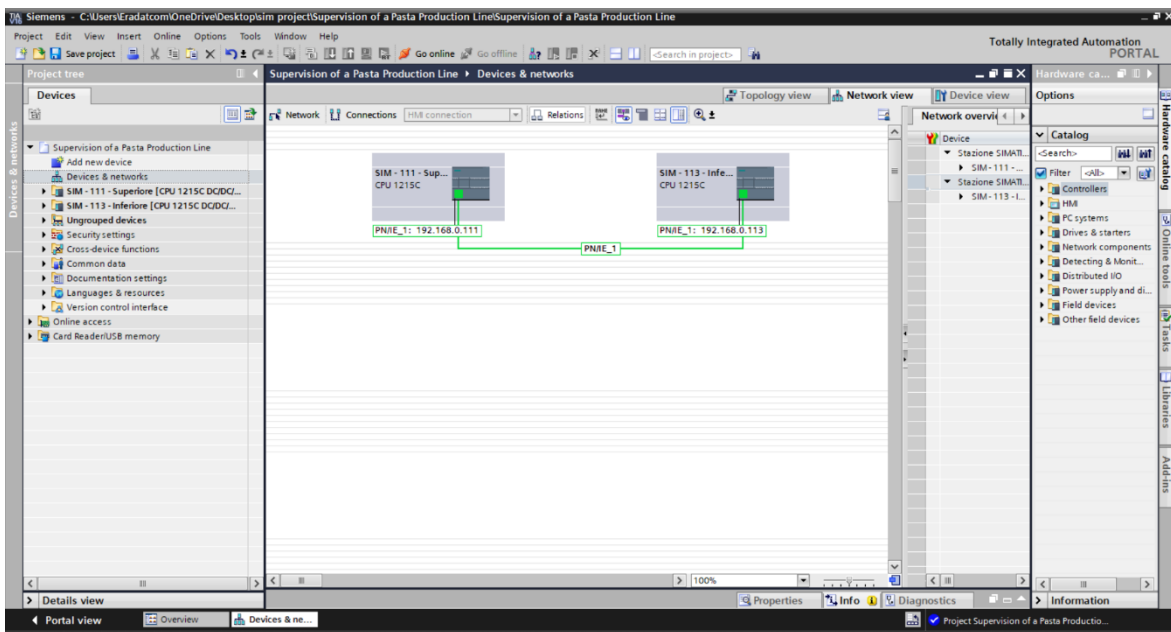 Siemens - C:\Users\Eradatcom\OneDrive\Desktop\sim project\Supervision of a Pasta Production Line\Supervision of a Pasta Production Line
Project Edit View Insert Online Options Tools Window Help
Totally Integrated Automation
PORTAL
Save project
Go online
Go offline
<Search in project>
Project tree
Supervision of a Pasta Production Line
Devices & networks
Hardware ca...
Devices
Topology view
Network view
Device view
Options
Network
Connections
HMI connection
Relations
Network overvie
Device
Stazione SIMATI...
SIM - 111 - ...
Stazione SIMATI...
SIM - 113 - I...
Catalog
<Search>
Filter
<All>
Controllers
HMI
PC systems
Drives & starters
Network components
Detecting & Monit...
Distributed I/O
Power supply and di...
Field devices
Other field devices
Supervision of a Pasta Production Line
Add new device
Devices & networks
SIM - 111 - Superiore [CPU 1215C DC/DC/...
SIM - 113 - Inferiore [CPU 1215C DC/DC/...
Ungrouped devices
Security settings
Cross-device functions
Common data
Documentation settings
Languages & resources
Version control interface
Online access
Card Reader/USB memory
SIM - 111 - Sup...
CPU 1215C
SIM - 113 - Infe...
CPU 1215C
PN/IE_1: 192.168.0.111
PN/IE_1: 192.168.0.113
PN/IE_1
Devices & networks
Hardware catalog
Online tools
Tasks
Libraries
Add-ins
100%
Details view
Properties
Info
Diagnostics
Information
Portal view
Overview
Devices & ne...
Project Supervision of a Pasta Productio...